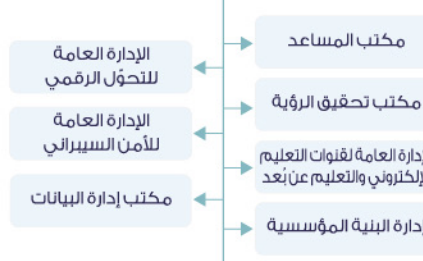 مكتب المساعد
مكتب تحقيق الرؤية
إدارة العامة لقنوات التعليم
الإلكتروني والتعليم عن بُعد
إدارة البنية المؤسسية
الإدارة العامة
للتحوّل الرقمي
الإدارة العامة
للأمن السيبراني
مكتب إدارة البيانات